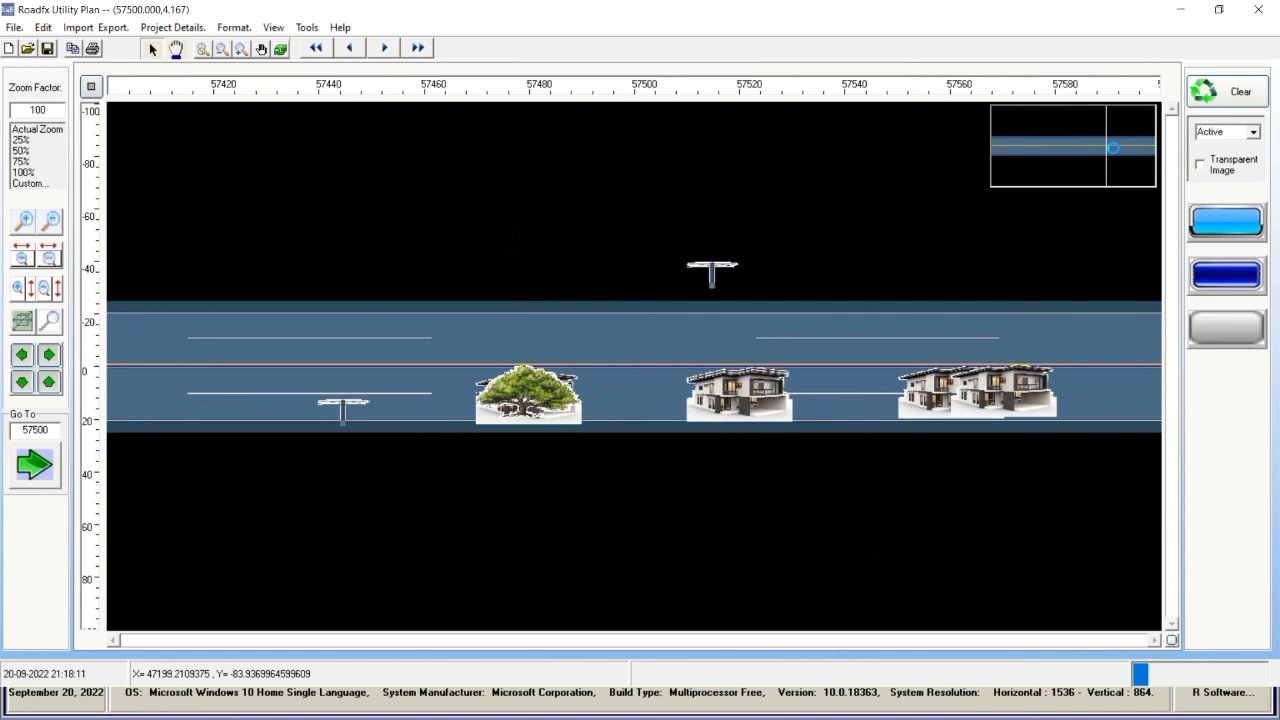 Roadfx Utility Plan -- (57500.000,4.167)
File. Edit Import Export. Project Details. Format. View Tools Help
Zoom Factor:
100
Actual Zoom
25%
50%
75%
100%
Custom...
Go To
57500
57420 57440 57460 57480 57500 57520 57540 57560 57580
-100
-80
-60
-40
-20
0
20
40
60
80
Clear
Active
Transparent
Image
20-09-2022 21:18:11 X= 47199.2109375 , Y= -83.9369964599609
September 20, 2022 OS: Microsoft Windows 10 Home Single Language, System Manufacturer: Microsoft Corporation, Build Type: Multiprocessor Free, Version: 10.0.18363, System Resolution: Horizontal : 1536 - Vertical : 864. R Software...